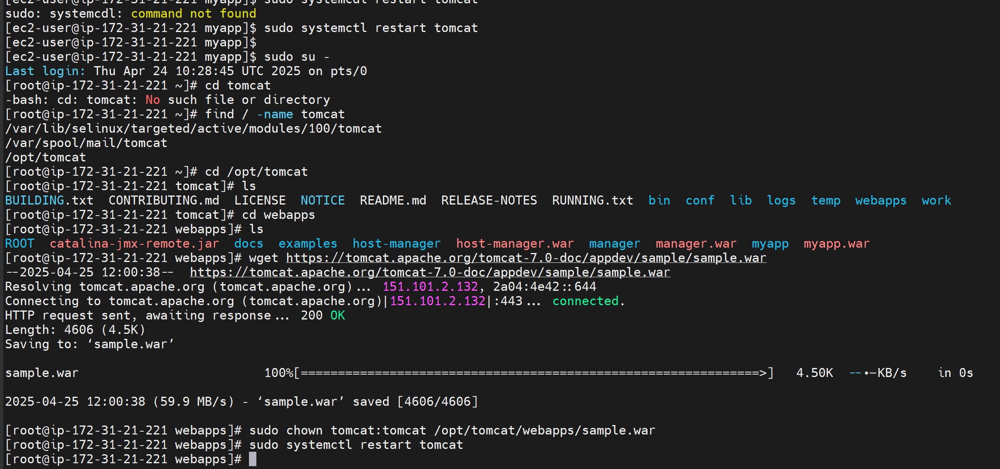 [ec2-user@ip-172-31-21-221 myapp]$ sudo systemcdl restart tomcat
sudo: systemcdl: command not found
[ec2-user@ip-172-31-21-221 myapp]$ sudo systemctl restart tomcat
[ec2-user@ip-172-31-21-221 myapp]$
[ec2-user@ip-172-31-21-221 myapp]$ sudo su -
Last login: Thu Apr 24 10:28:45 UTC 2025 on pts/0
[root@ip-172-31-21-221 ~]# cd tomcat
-bash: cd: tomcat: No such file or directory
[root@ip-172-31-21-221 ~]# find / -name tomcat
/var/lib/selinux/targeted/active/modules/100/tomcat
/var/spool/mail/tomcat
/opt/tomcat
[root@ip-172-31-21-221 ~]# cd /opt/tomcat
[root@ip-172-31-21-221 tomcat]# ls
BUILDING.txt  CONTRIBUTING.md  LICENSE  NOTICE  README.md  RELEASE-NOTES  RUNNING.txt  bin  conf  lib  logs  temp  webapps  work
[root@ip-172-31-21-221 tomcat]# cd webapps
[root@ip-172-31-21-221 webapps]# ls
ROOT  catalina-jmx-remote.jar  docs  examples  host-manager  host-manager.war  manager  manager.war  myapp  myapp.war
[root@ip-172-31-21-221 webapps]# wget https://tomcat.apache.org/tomcat-7.0-doc/appdev/sample/sample.war
--2025-04-25 12:00:38--  https://tomcat.apache.org/tomcat-7.0-doc/appdev/sample/sample.war
Resolving tomcat.apache.org (tomcat.apache.org)... 151.101.2.132, 2a04:4e42::644
Connecting to tomcat.apache.org (tomcat.apache.org)|151.101.2.132|:443... connected.
HTTP request sent, awaiting response... 200 OK
Length: 4606 (4.5K)
Saving to: ‘sample.war’
sample.war                         100%[==============================================================>]   4.50K  --.-KB/s    in 0s
2025-04-25 12:00:38 (59.9 MB/s) - ‘sample.war’ saved [4606/4606]
[root@ip-172-31-21-221 webapps]# sudo chown tomcat:tomcat /opt/tomcat/webapps/sample.war
[root@ip-172-31-21-221 webapps]# sudo systemctl restart tomcat
[root@ip-172-31-21-221 webapps]#